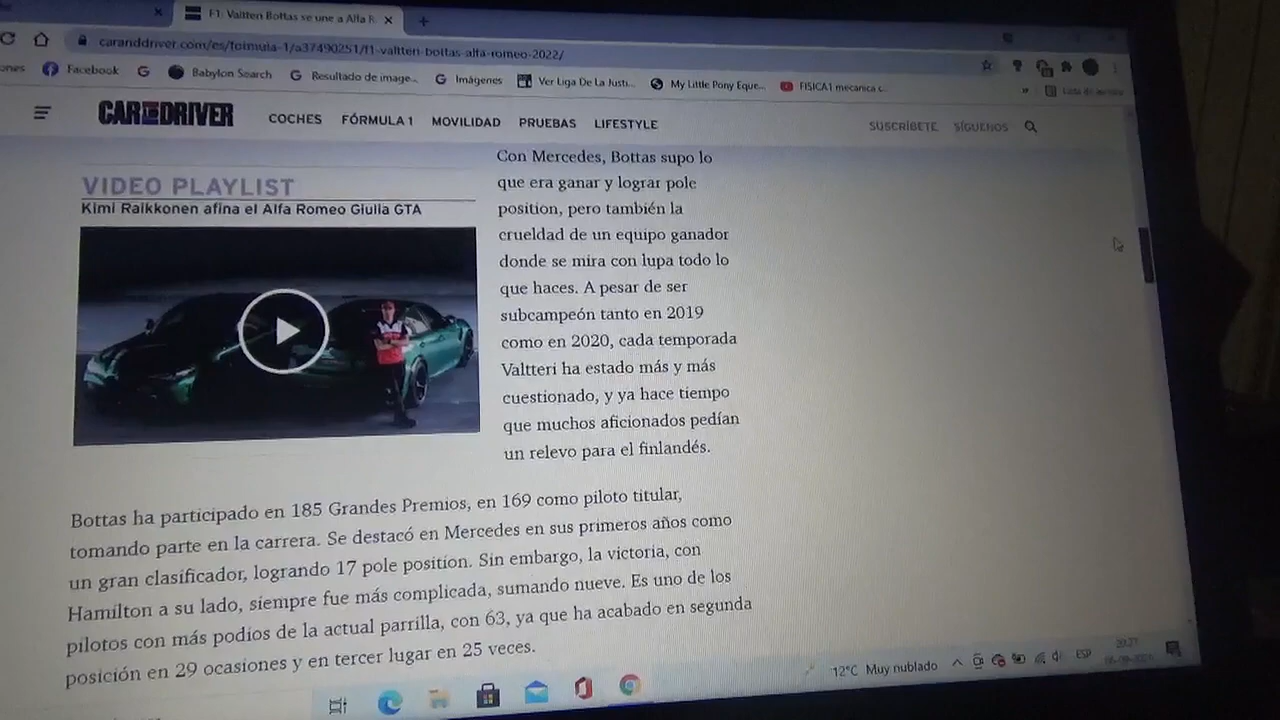 F1: Valtteri Bottas se une a Alfa R
caranddriver.com/es/formula-1/a37490251/f1-valtteri-bottas-alfa-romeo-2022/
ones Facebook Babylon Search Resultado de image... Imágenes Ver Liga De La Justi... My Little Pony Eque... FISICA1 mecanica c...
CAR AND DRIVER COCHES FÓRMULA 1 MOVILIDAD PRUEBAS LIFESTYLE SUSCRÍBETE SÍGUENOS
VIDEO PLAYLIST
Kimi Raikkonen afina el Alfa Romeo Giulia GTA
Con Mercedes, Bottas supo lo
que era ganar y lograr pole
position, pero también la
crueldad de un equipo ganador
donde se mira con lupa todo lo
que haces. A pesar de ser
subcampeón tanto en 2019
como en 2020, cada temporada
Valtteri ha estado más y más
cuestionado, y ya hace tiempo
que muchos aficionados pedían
un relevo para el finlandés.
Bottas ha participado en 185 Grandes Premios, en 169 como piloto titular,
tomando parte en la carrera. Se destacó en Mercedes en sus primeros años como
un gran clasificador, logrando 17 pole position. Sin embargo, la victoria, con
Hamilton a su lado, siempre fue más complicada, sumando nueve. Es uno de los
pilotos con más podios de la actual parrilla, con 63, ya que ha acabado en segunda
posición en 29 ocasiones y en tercer lugar en 25 veces.
12°C Muy nublado ESP